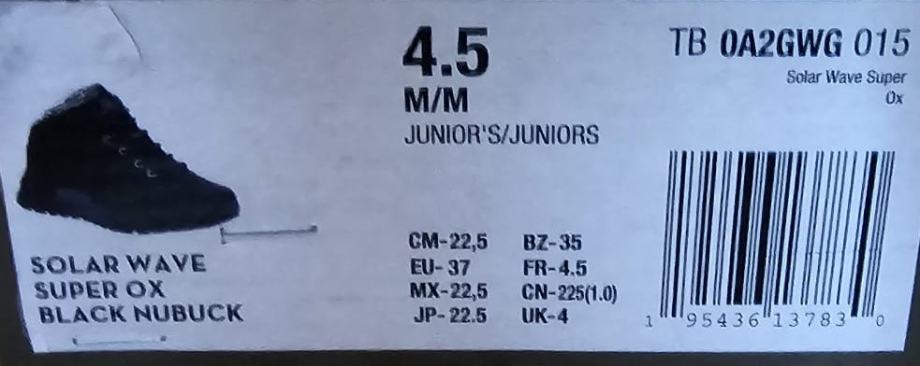 4.5
M/M
JUNIOR'S/JUNIORS
TB 0A2GWG 015
Solar Wave Super
Ox
SOLAR WAVE
SUPER OX
BLACK NUBUCK
CM-22,5 BZ-35
EU-37 FR-4.5
MX-22,5 CN-225(1.0)
JP-22.5 UK-4
1 95436 13783 0